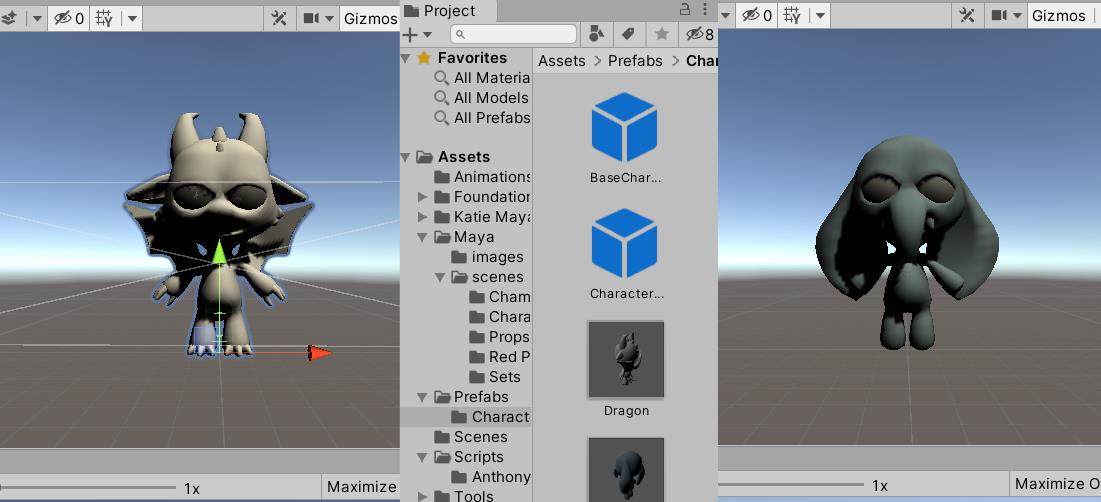 0
Gizmos
1x
Maximize
Project
8
Favorites
All Materia
All Models
All Prefabs
Assets
Animations
Foundation
Katie Maya
Maya
images
scenes
Cham
Chara
Props
Red P
Sets
Prefabs
Charact
Scenes
Scripts
Anthony
Tools
Assets > Prefabs > Char
BaseChar...
Character...
Dragon
0
Gizmos
1x
Maximize O